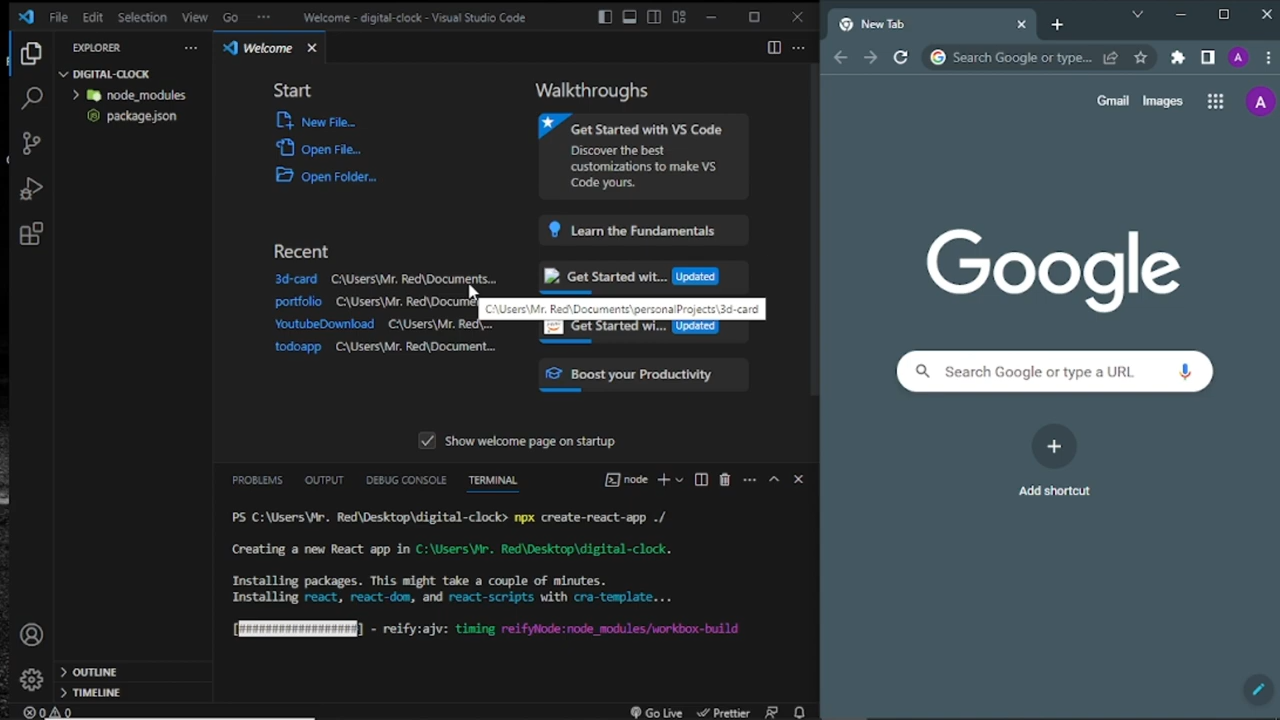 File Edit Selection View Go ··· Welcome - digital-clock - Visual Studio Code
EXPLORER ···
DIGITAL-CLOCK
node_modules
package.json
OUTLINE
TIMELINE
Welcome
Start
New File...
Open File...
Open Folder...
Recent
3d-card C:\Users\Mr. Red\Documents...
portfolio C:\Users\Mr. Red\Docume
YoutubeDownload C:\Users\Mr. Red\...
todoapp C:\Users\Mr. Red\Document...
C:\Users\Mr. Red\Documents\personalProjects\3d-card
Walkthroughs
Get Started with VS Code
Discover the best
customizations to make VS
Code yours.
Learn the Fundamentals
Get Started wit... Updated
Get Started wi... Updated
Boost your Productivity
Show welcome page on startup
PROBLEMS OUTPUT DEBUG CONSOLE TERMINAL node
PS C:\Users\Mr. Red\Desktop\digital-clock> npx create-react-app ./
Creating a new React app in C:\Users\Mr. Red\Desktop\digital-clock.
Installing packages. This might take a couple of minutes.
Installing react, react-dom, and react-scripts with cra-template...
[##################] - reify:ajv: timing reifyNode:node_modules/workbox-build
0 0 Go Live Prettier
New Tab
Search Google or type... A
Gmail Images A
Google
Search Google or type a URL
Add shortcut